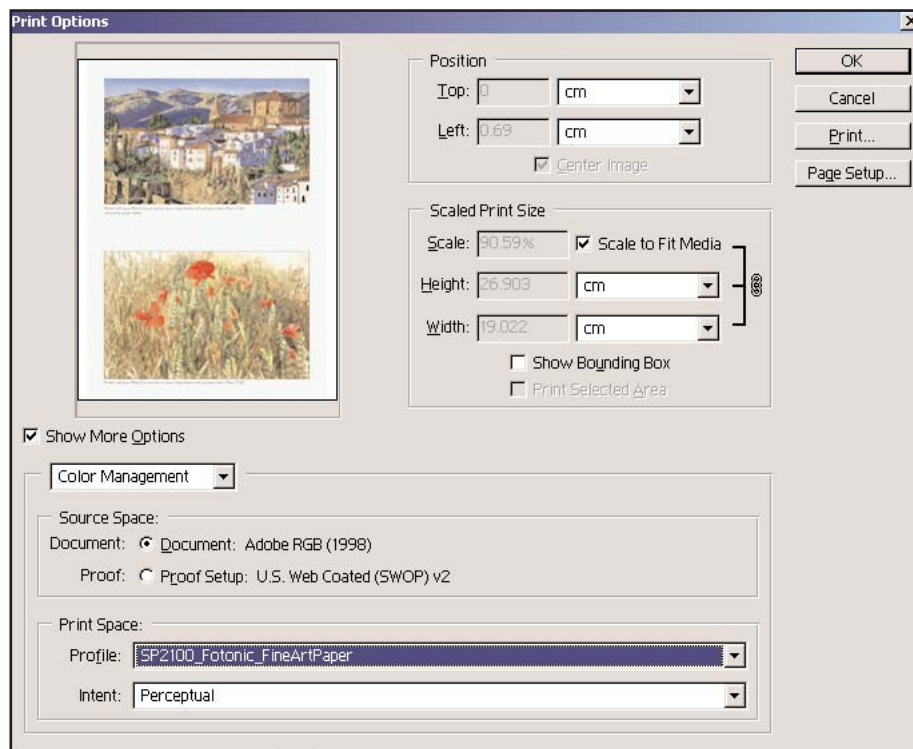 Print Options
Position
Top: 0 cm
Left: 0.69 cm
Center Image
OK
Cancel
Print...
Page Setup...
Scaled Print Size
Scale: 90.59% Scale to Fit Media
Height: 26.903 cm
Width: 19.022 cm
Show Bounding Box
Print Selected Area
Show More Options
Color Management
Source Space:
Document: Document: Adobe RGB (1998)
Proof: Proof Setup: U.S. Web Coated (SWOP) v2
Print Space:
Profile: SP2100_Fotonic_FineArtPaper
Intent: Perceptual